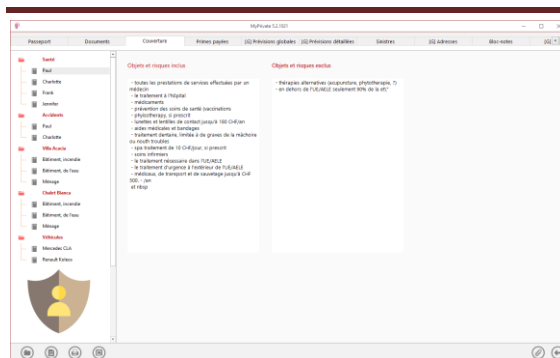 MyPrivate 5.2.1021
Passeport
Documents
Couverture
Primes payées
Prévisions globales
Prévisions détaillées
Sinistres
Adresses
Bloc-notes
Santé
Paul
Charlotte
Frank
Jennifer
Accidents
Paul
Charlotte
Villa Acacia
Bâtiment, incendie
Bâtiment, de l'eau
Ménage
Chalet Blanca
Bâtiment, incendie
Bâtiment, de l'eau
Ménage
Véhicules
Mercedes CLA
Renault Koleos
Objets et risques inclus
- toutes les prestations de services effectuées par un
médecin
- le traitement à l'hôpital
- médicaments
- prévention des soins de santé (vaccinations
- phytothérapy, si prescrit
- lunettes et lentilles de contact jusqu'à 180 CHF/an
- aides médicales et bandages
- traitement dentaire, limitée à de graves de la mâchoire
ou nouth troubles
- spa traitement de 10 CHF/jour, si prescrit
- soins infirmiers
- le traitement nécessaire dans l'UE/AELE
- le traitement d'urgence à l'extérieur de l'UE/AELE
- médicaux, de transport et de sauvetage jusqu'à CHF
500. -
et nbsp
Objets et risques exclus
- thérapies alternatives (acupuncture, phytothérapie, ?)
- en dehors de l'UE/AELE seulement 90% de la